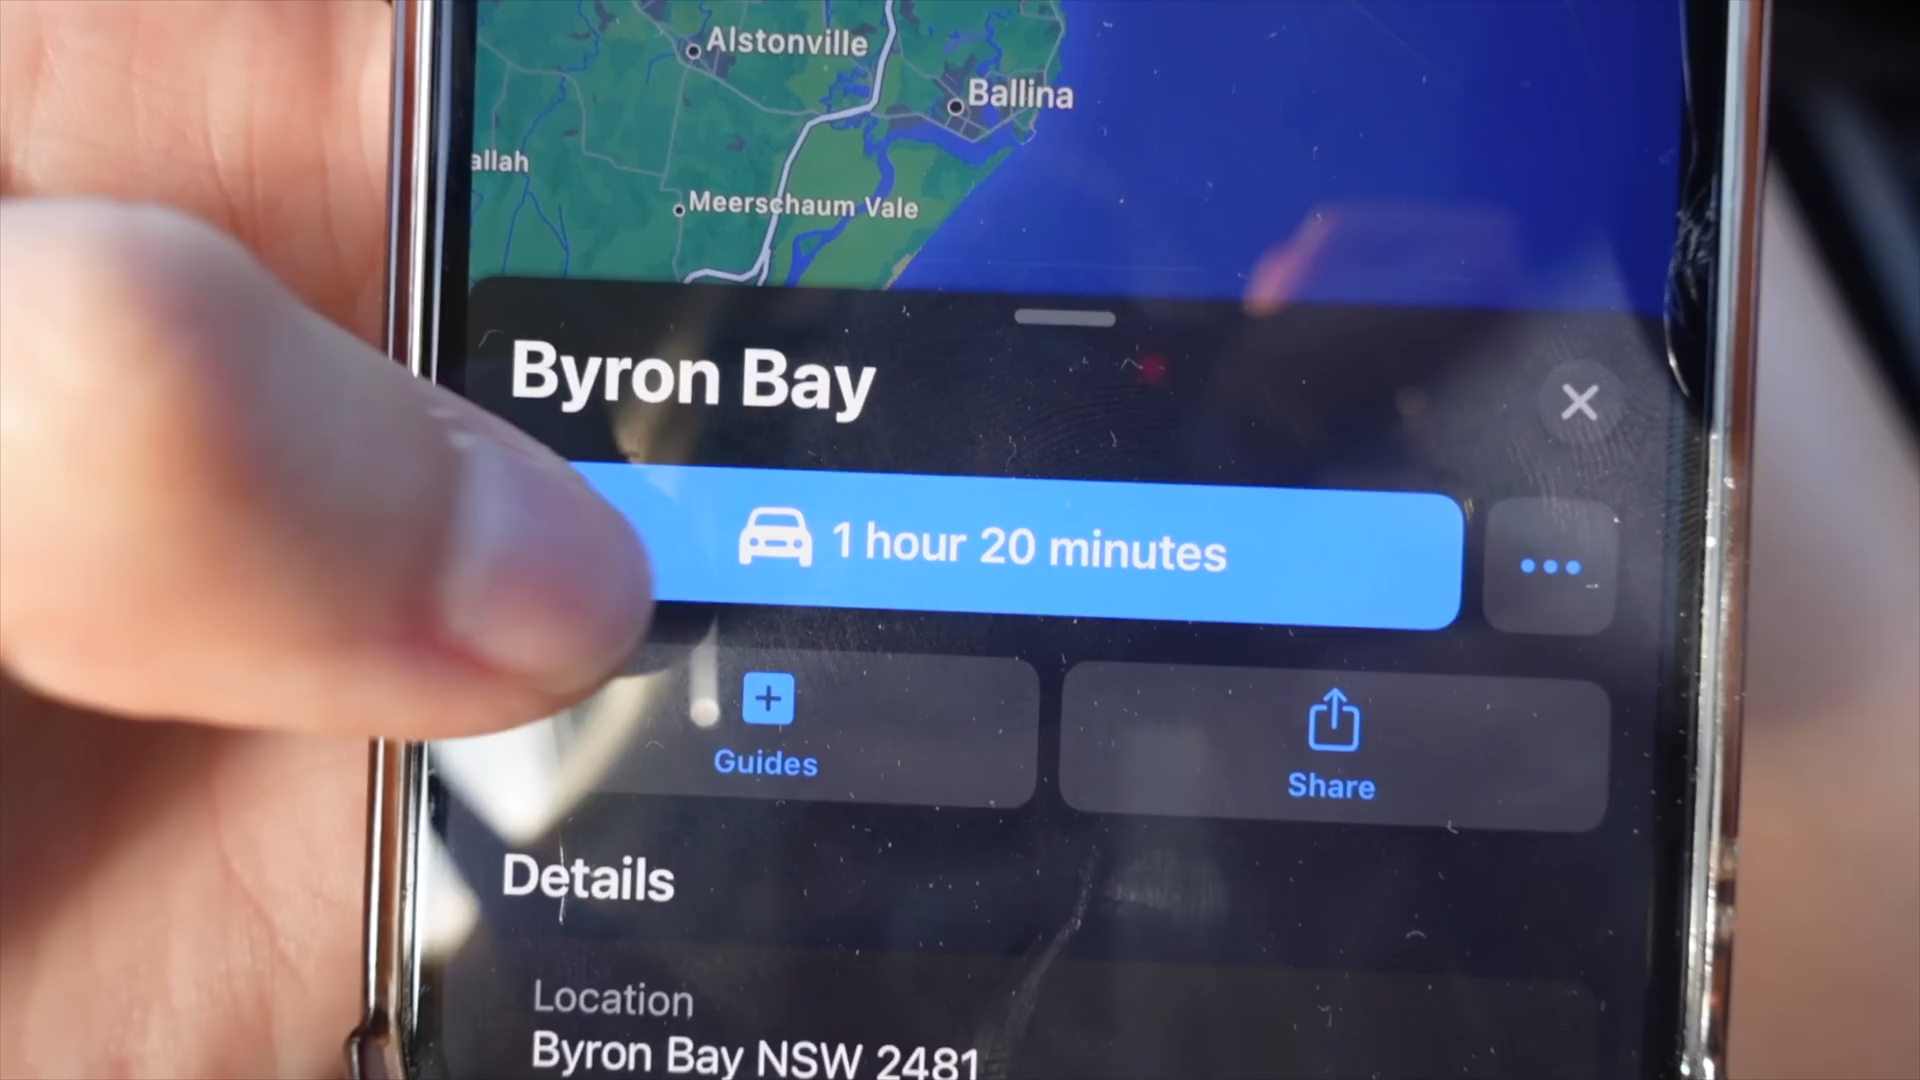 Alstonville
Ballina
allah
Meerschaum Vale
Byron Bay
1 hour 20 minutes
Guides
Share
Details
Location
Byron Bay NSW 2481